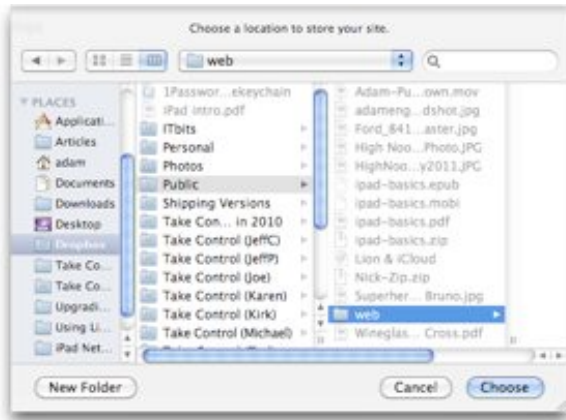 Choose a location to store your site.
web
PLACES
Applicati...
Articles
adam
Documents
Downloads
Desktop
Dropbox
Take Co...
Take Co...
Upgradi...
Using Li...
iPad Net...
1Passwor...ekeychain
iPad intro.pdf
ITbits
Personal
Photos
Public
Shipping Versions
Take Con... in 2010
Take Control (JeffC)
Take Control (JeffP)
Take Control (Joe)
Take Control (Karen)
Take Control (Kirk)
Take Control (Michael)
Adam-Pu...own.mov
adameng...dshot.jpg
Ford_841...aster.jpg
High Noo...Photo.JPG
HighNoo...y2011.JPG
ipad-basics.epub
ipad-basics.mobi
ipad-basics.pdf
ipad-basics.zip
Lion & iCloud
Nick-Zip.zip
Superher... Bruno.jpg
web
Wineglas... Cross.pdf
New Folder
Cancel
Choose